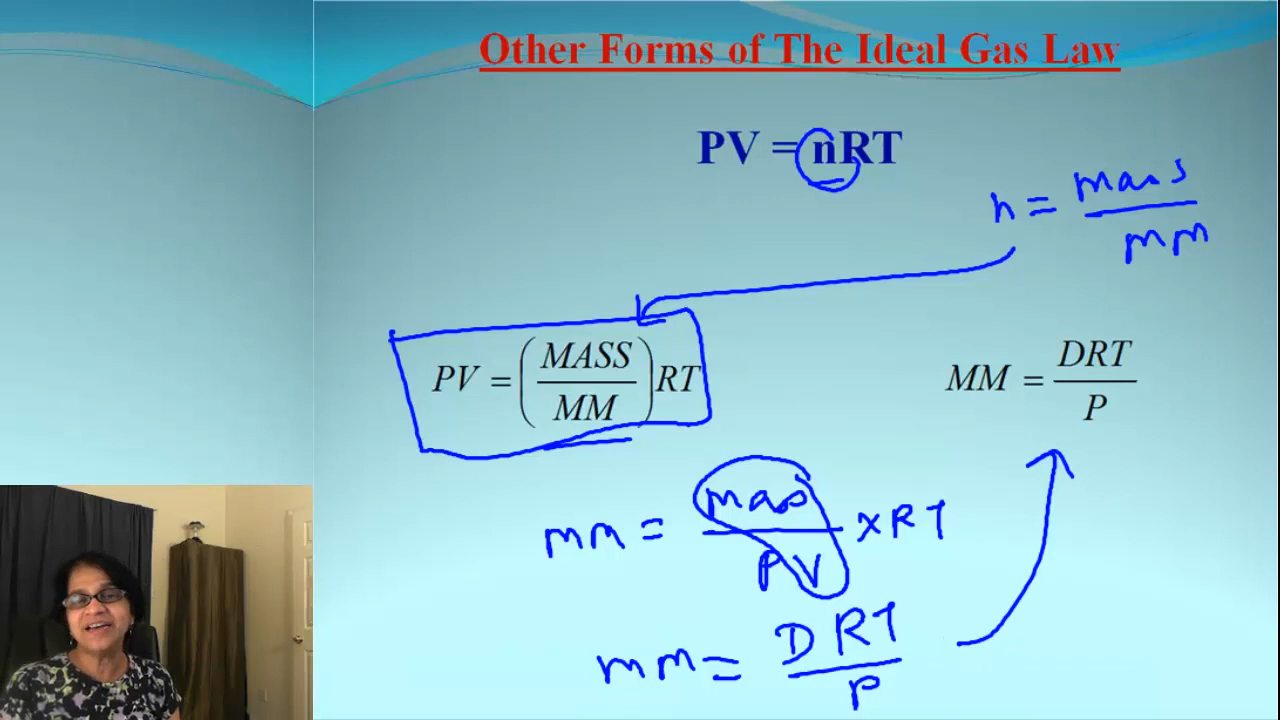 Other Forms of The Ideal Gas Law
PV = nRT
n = mass / mm
PV = (MASS / MM) RT
MM = DRT / P
mm = mas / PV × RT
mm = DRT / P